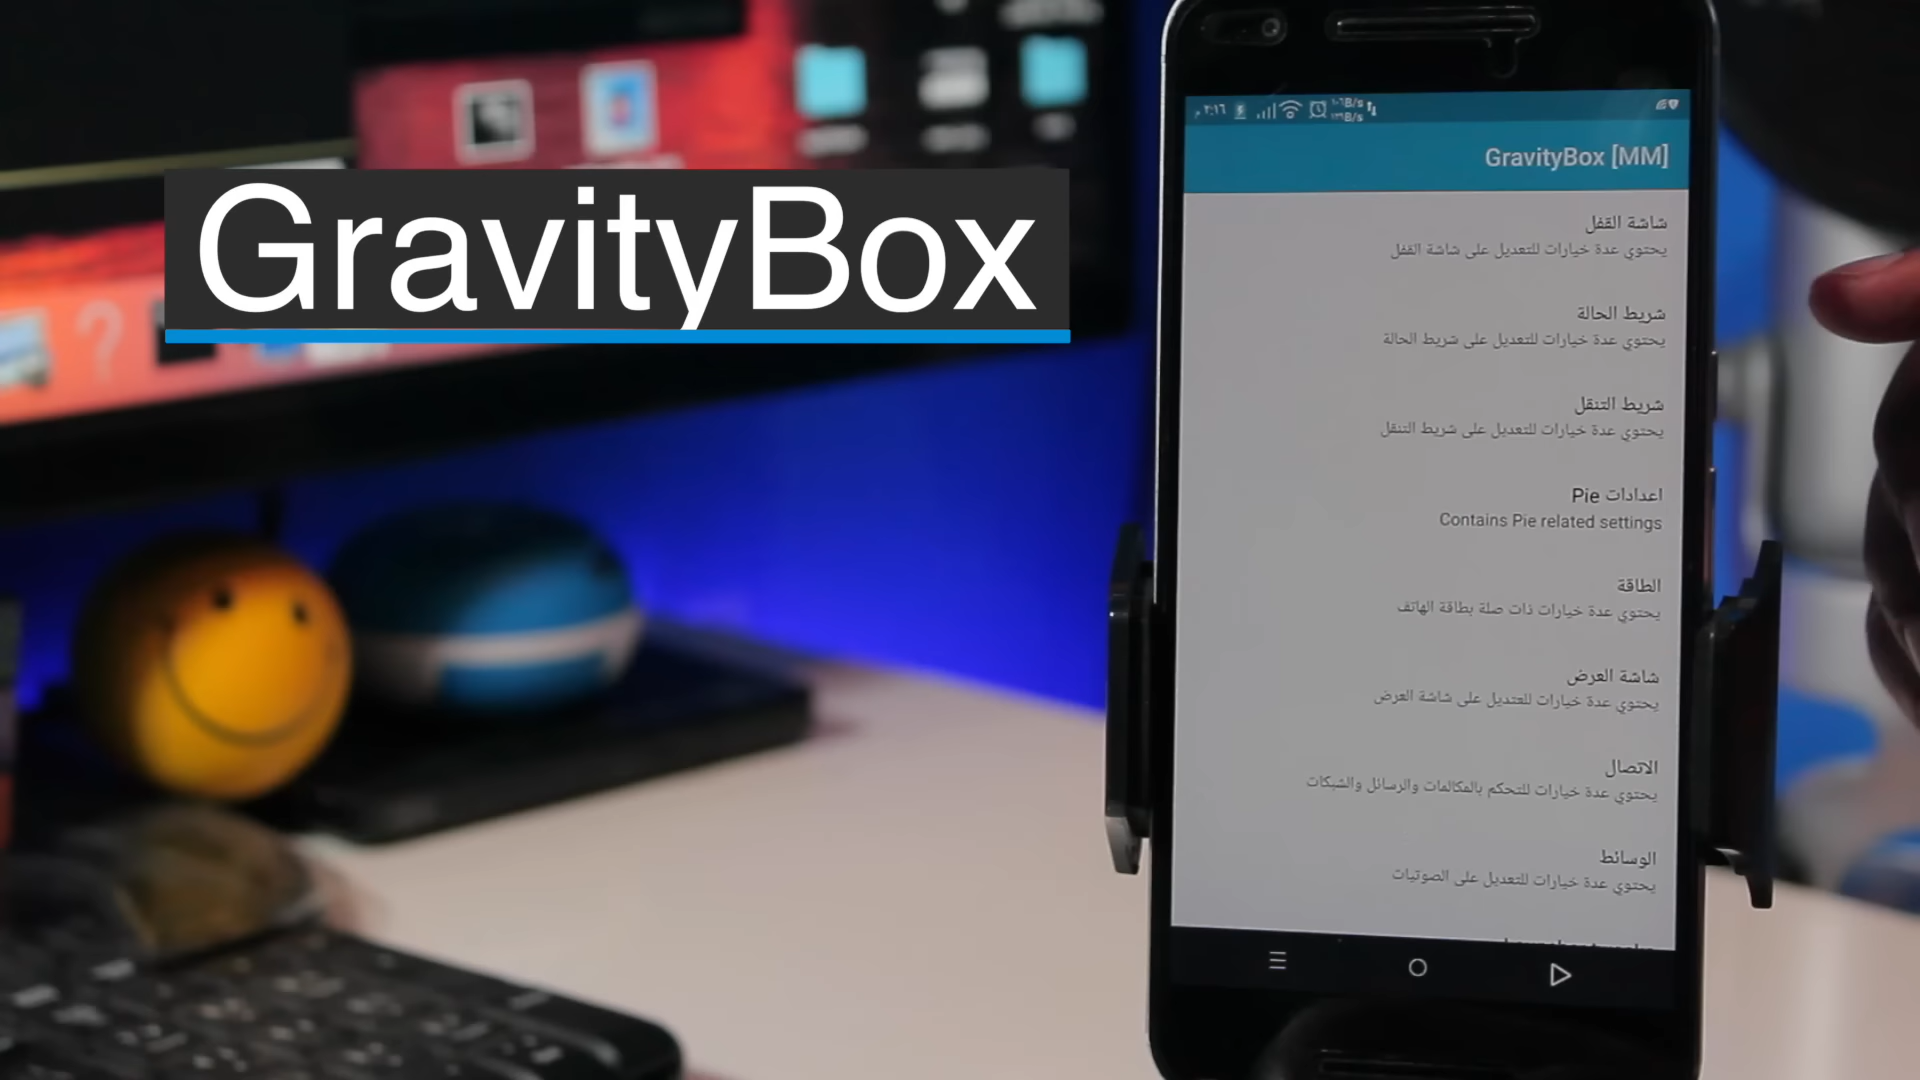 GravityBox
GravityBox [MM]
شاشة القفل
يحتوي عدة خيارات للتعديل على شاشة القفل
شريط الحالة
يحتوي عدة خيارات للتعديل على شريط الحالة
شريط التنقل
يحتوي عدة خيارات للتعديل على شريط التنقل
اعدادات Pie
Contains Pie related settings
الطاقة
يحتوي عدة خيارات ذات صلة بطاقة الهاتف
شاشة العرض
يحتوي عدة خيارات للعتديل على شاشة العرض
الاتصال
يحتوي عدة خيارات للتحكم بالمكالمات والرسائل والشبكات
الوسائط
يحتوي عدة خيارات للتعديل على الصوتيات